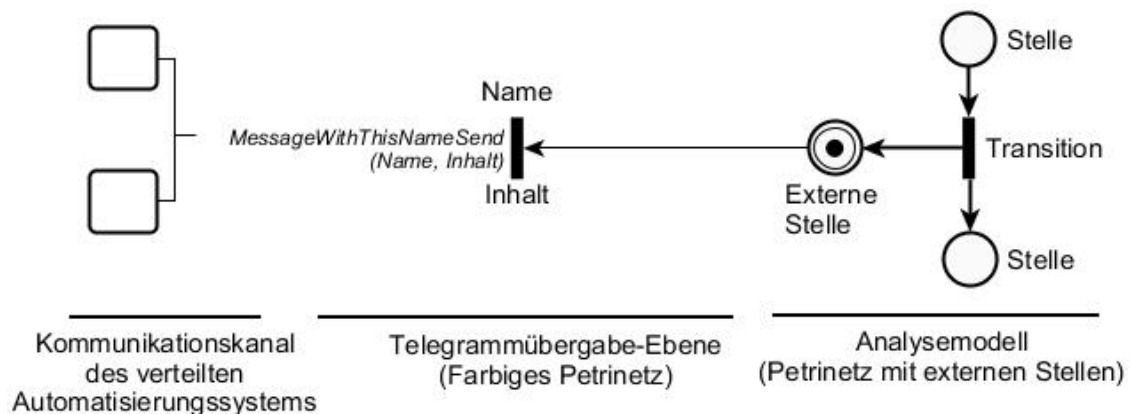 Stelle
Name
MessageWithThisNameSend
(Name, Inhalt)
Transition
Inhalt
Externe
Stelle
Stelle
Kommunikationskanal
des verteilten
Automatisierungssystems
Telegrammübergabe-Ebene
(Farbiges Petrinetz)
Analysemodell
(Petrinetz mit externen Stellen)